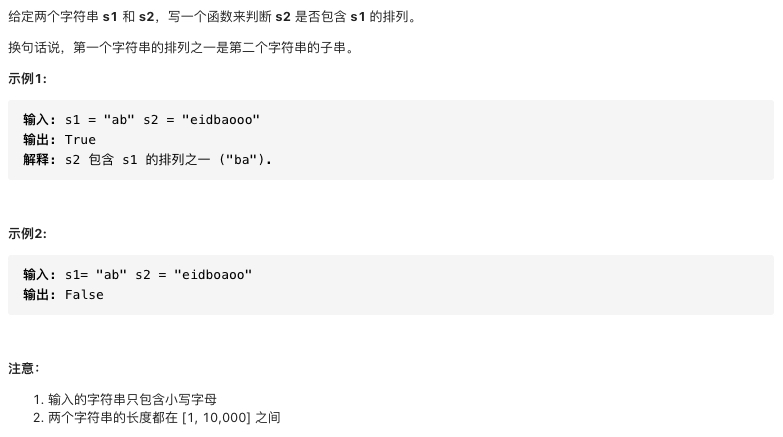 给定两个字符串 s1 和 s2，写一个函数来判断 s2 是否包含 s1 的排列。
换句话说，第一个字符串的排列之一是第二个字符串的子串。
示例1:
输入: s1 = "ab" s2 = "eidbaooo"
输出: True
解释: s2 包含 s1 的排列之一 ("ba").
示例2:
输入: s1= "ab" s2 = "eidboaoo"
输出: False
注意：
1. 输入的字符串只包含小写字母
2. 两个字符串的长度都在 [1, 10,000] 之间